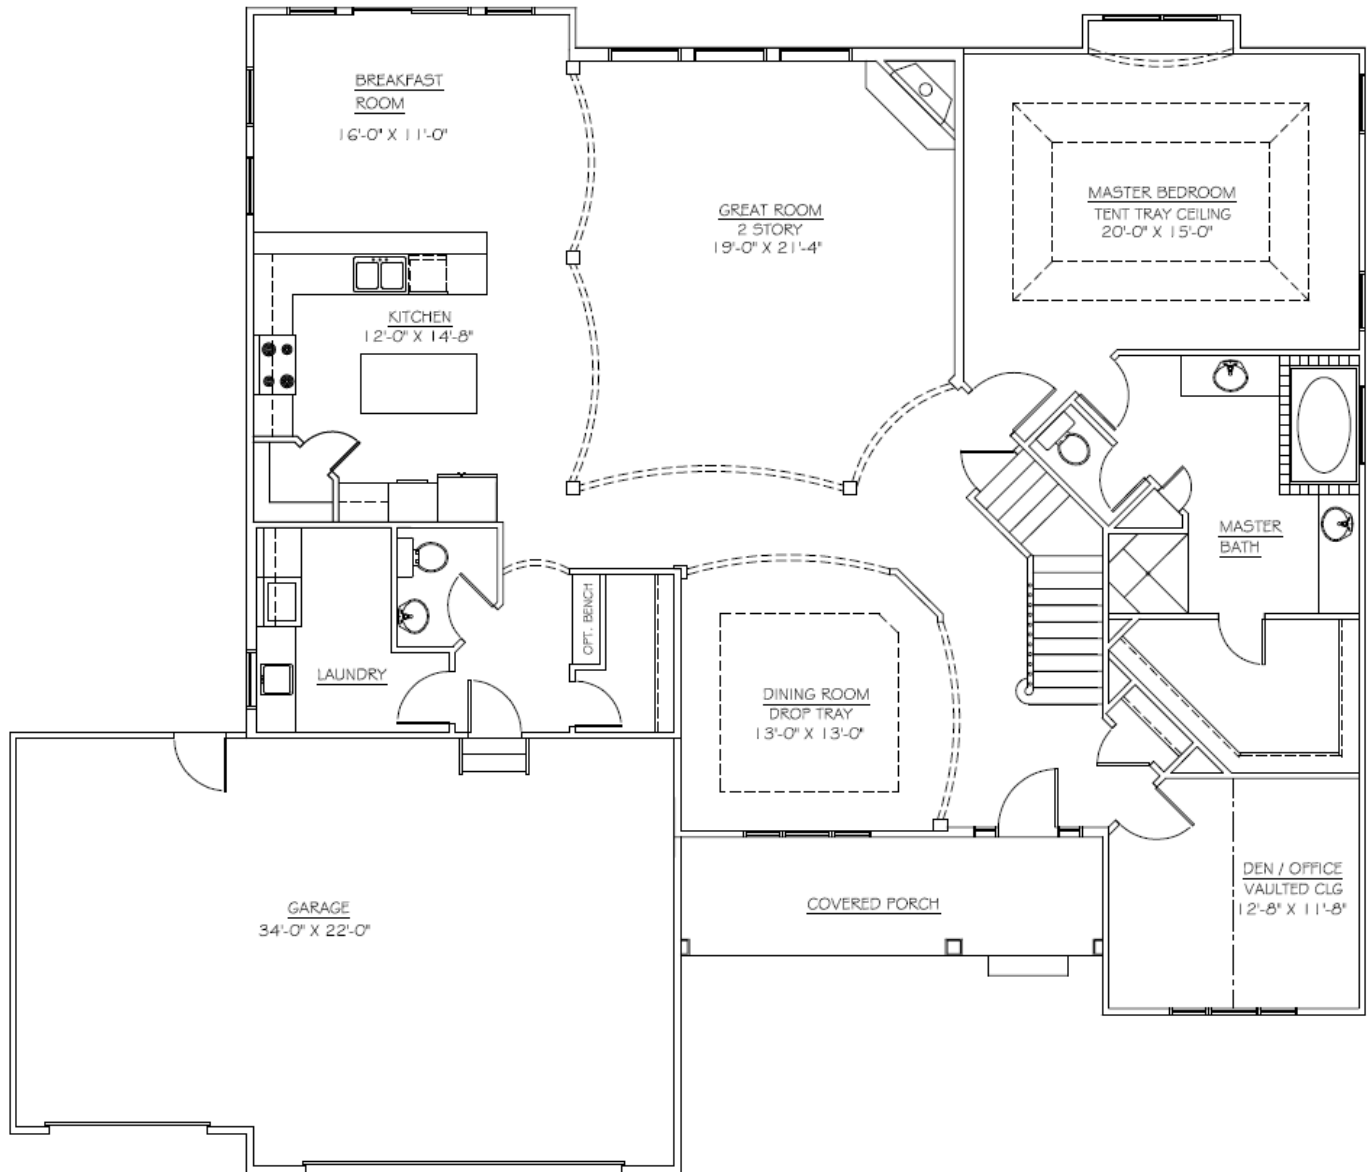 BREAKFAST
ROOM
16'-0" X 11'-0"
GREAT ROOM
2 STORY
19'-0" X 21'-4"
MASTER BEDROOM
TENT TRAY CEILING
20'-0" X 15'-0"
KITCHEN
12'-0" X 14'-8"
MASTER
BATH
OPT. BENCH
LAUNDRY
DINING ROOM
DROP TRAY
13'-0" X 13'-0"
GARAGE
34'-0" X 22'-0"
COVERED PORCH
DEN / OFFICE
VAULTED CLG
12'-8" X 11'-8"